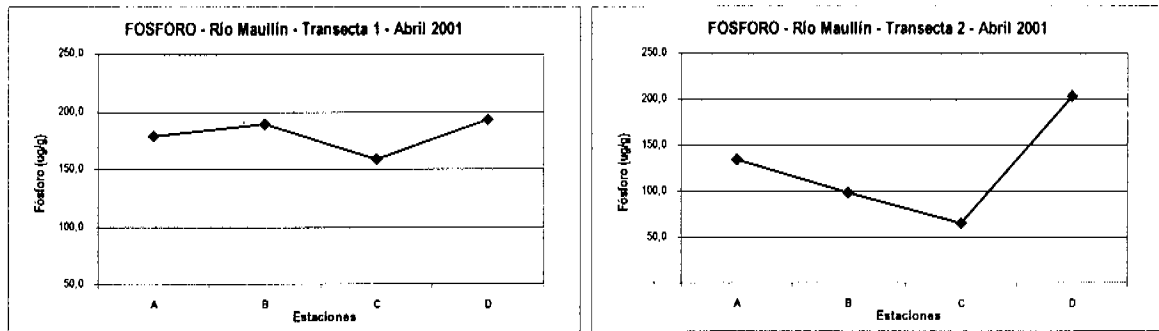 FOSFORO - Río Maullín - Transecta 1 - Abril 2001
250,0
200,0
150,0
100,0
50,0
Fósforo (ug/g)
A B C D
Estaciones
FOSFORO - Río Maullín - Transecta 2 - Abril 2001
250,0
200,0
150,0
100,0
50,0
Fósforo (ug/g)
A B C D
Estaciones